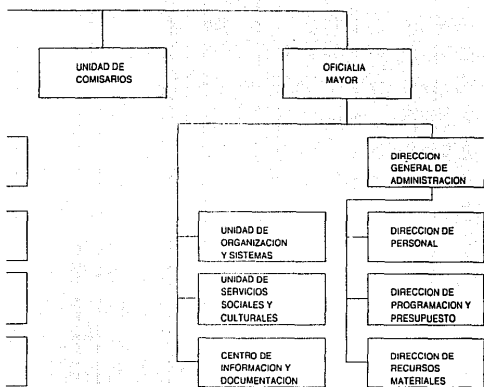 UNIDAD DE
COMISARIOS
OFICIALIA
MAYOR
DIRECCION
GENERAL DE
ADMINISTRACION
UNIDAD DE
ORGANIZACION
Y SISTEMAS
DIRECCION DE
PERSONAL
UNIDAD DE
SERVICIOS
SOCIALES Y
CULTURALES
DIRECCION DE
PROGRAMACION Y
PRESUPUESTO
CENTRO DE
INFORMACION Y
DOCUMENTACION
DIRECCION DE
RECURSOS
MATERIALES